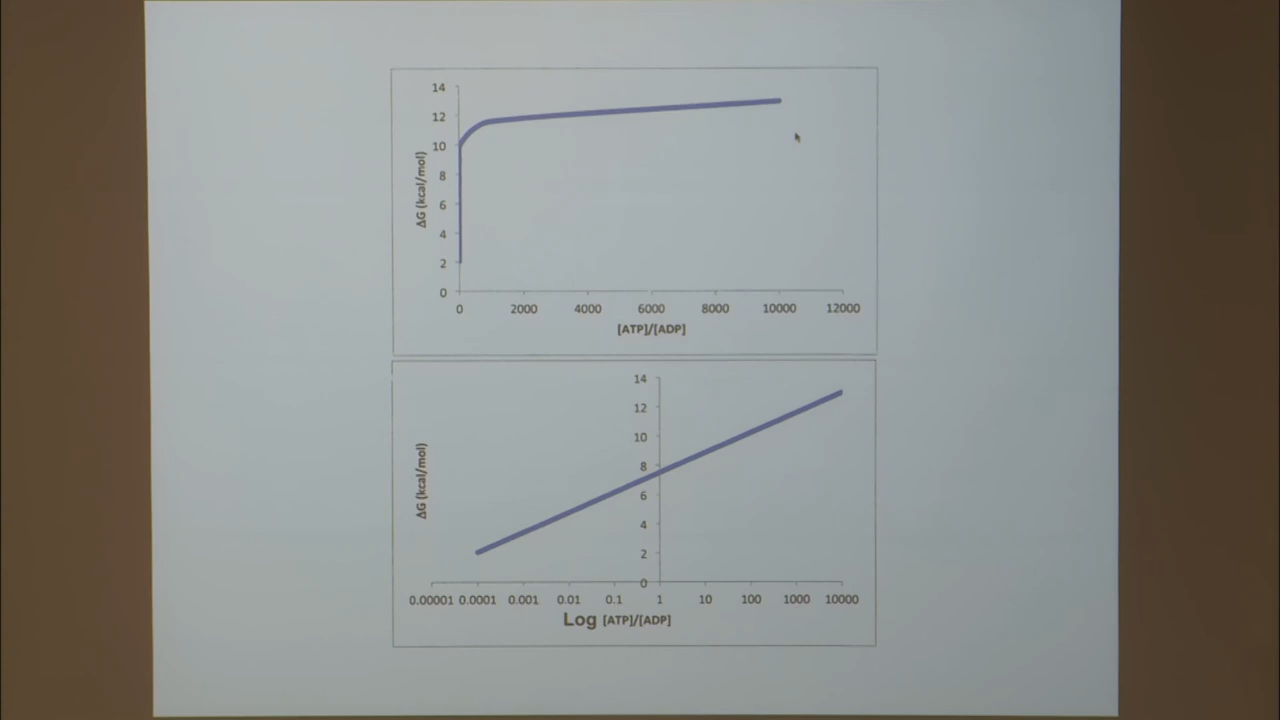 14
12
10
8
6
4
2
0
ΔG (kcal/mol)
0 2000 4000 6000 8000 10000 12000
[ATP]/[ADP]
14
12
10
8
6
4
2
0
ΔG (kcal/mol)
0.00001 0.0001 0.001 0.01 0.1 1 10 100 1000 10000
Log [ATP]/[ADP]